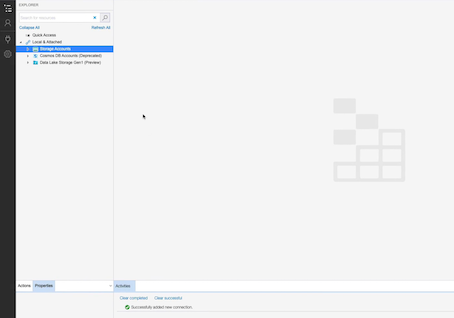 EXPLORER
Search for resources
Collapse All
Refresh All
Quick Access
Local & Attached
Storage Accounts
Cosmos DB Accounts (Deprecated)
Data Lake Storage Gen1 (Preview)
Actions
Properties
Activities
Clear completed
Clear successful
Successfully added new connection.